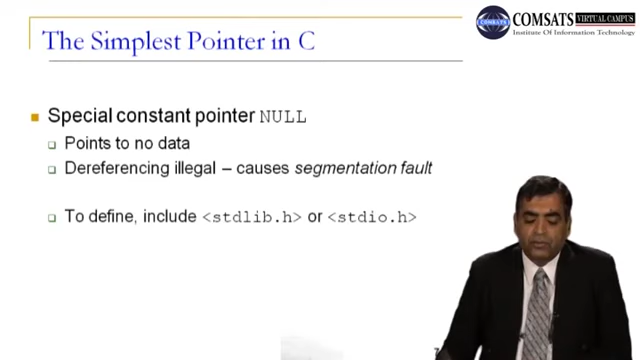 COMSATS VIRTUAL CAMPUS
Institute Of Information Technology
The Simplest Pointer in C
Special constant pointer NULL
Points to no data
Dereferencing illegal – causes segmentation fault
To define, include <stdlib.h> or <stdio.h>